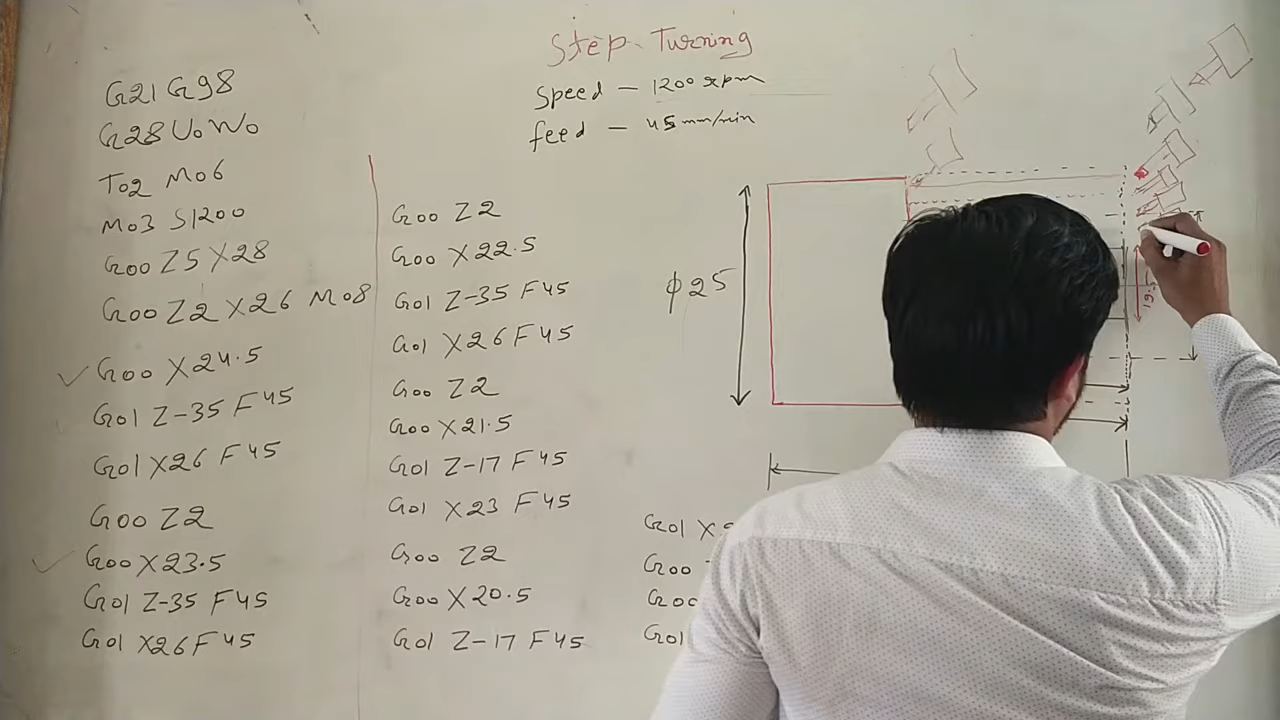 Step Turning
Speed - 1200 rpm
feed - 45 mm/min
G21 G98
G28 U0 W0
T02 M06
M03 S1200
G00 Z5 X28
G00 Z2 X26 M08
G00 X24.5
G01 Z-35 F45
G01 X26 F45
G00 Z2
G00 X23.5
G01 Z-35 F45
G01 X26 F45
G00 Z2
G00 X22.5
G01 Z-35 F45
G01 X26 F45
G00 Z2
G00 X21.5
G01 Z-17 F45
G01 X23 F45
G00 Z2
G00 X20.5
G01 Z-17 F45
G01 X
G00
G00
G01
φ25